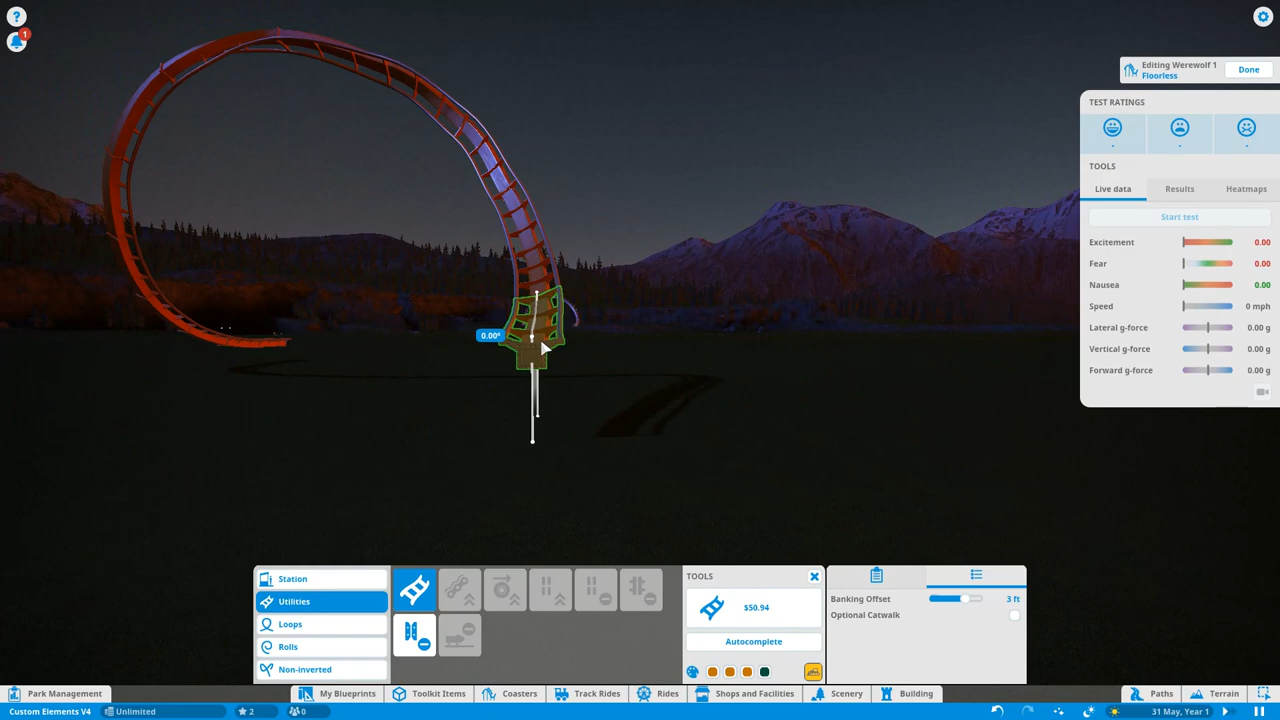 ?
1
Editing Werewolf 1
Floorless
Done
TEST RATINGS
- - -
TOOLS
Live data Results Heatmaps
Start test
Excitement 0.00
Fear 0.00
Nausea 0.00
Speed 0 mph
Lateral g-force 0.00 g
Vertical g-force 0.00 g
Forward g-force 0.00 g
0.00°
Station
Utilities
Loops
Rolls
Non-inverted
TOOLS
$50.94
Autocomplete
Banking Offset 3 ft
Optional Catwalk
Park Management My Blueprints Toolkit Items Coasters Track Rides Rides Shops and Facilities Scenery Building Paths Terrain
Custom Elements V4 Unlimited 2 0 31 May, Year 1